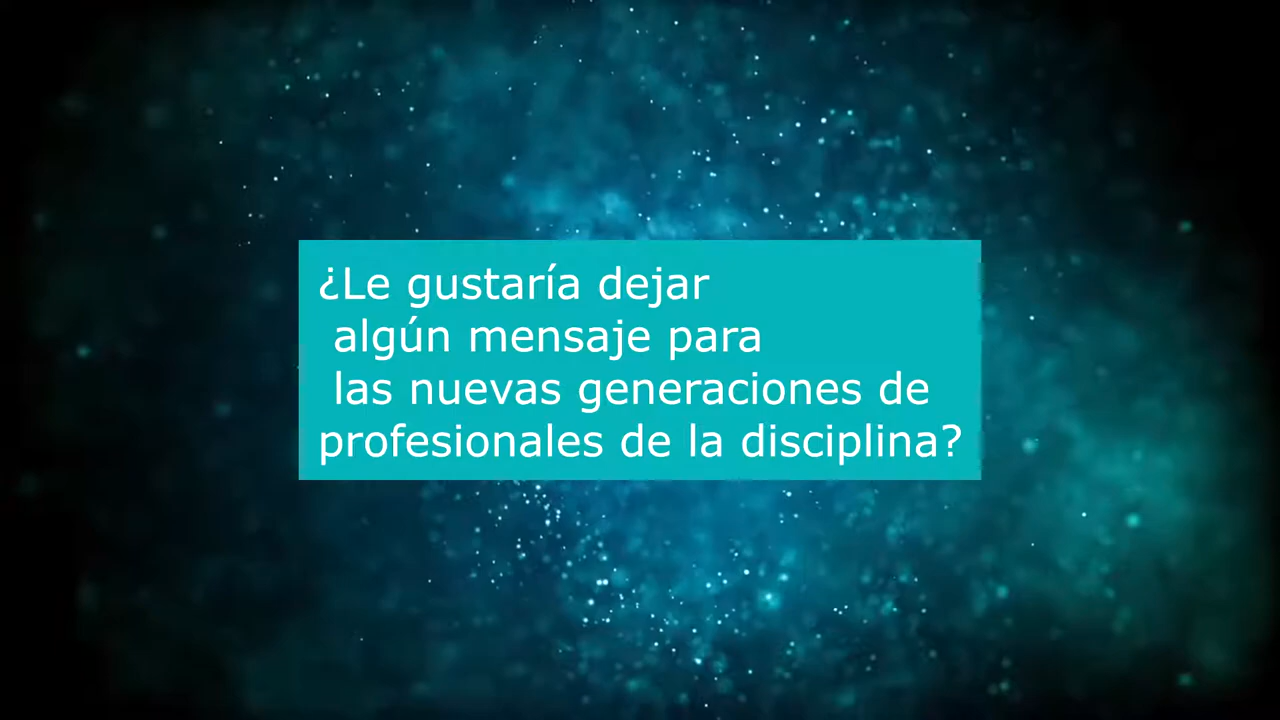 ¿Le gustaría dejar
algún mensaje para
las nuevas generaciones de
profesionales de la disciplina?